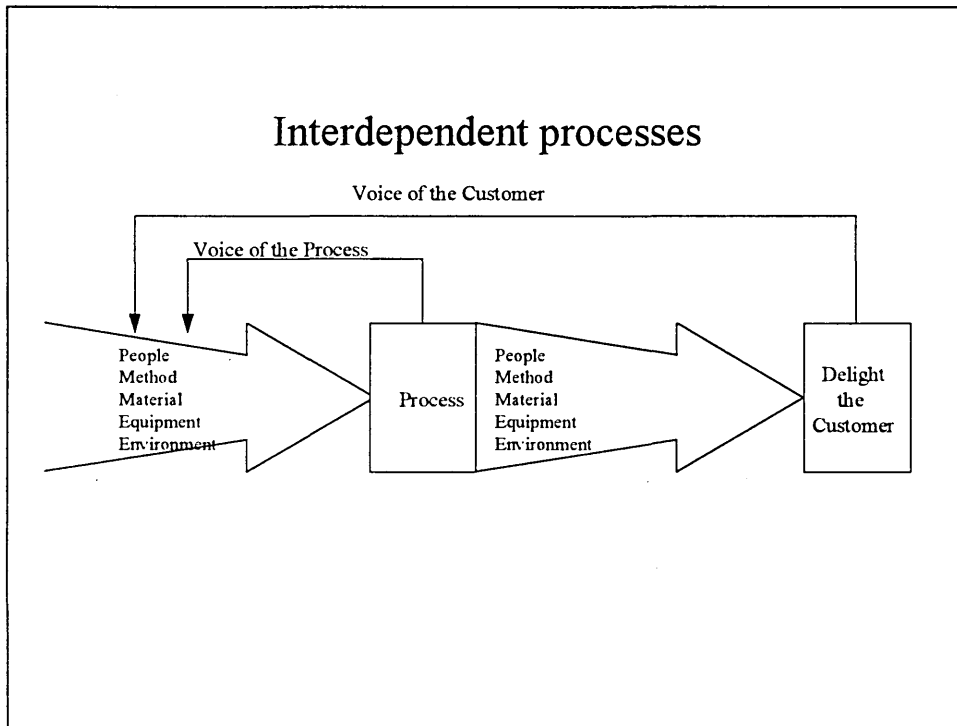 Interdependent processes
Voice of the Customer
Voice of the Process
People
Method
Material
Equipment
Environment
Process
People
Method
Material
Equipment
Environment
Delight
the
Customer